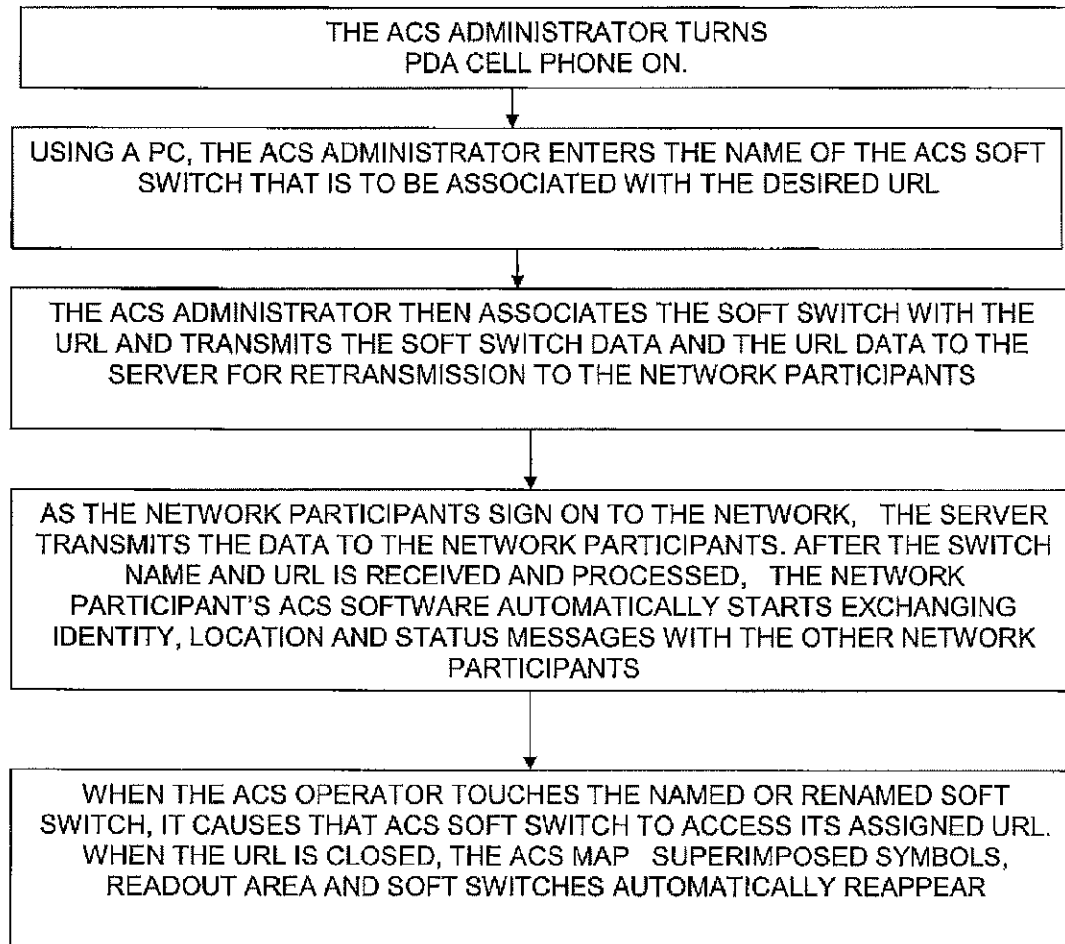 THE ACS ADMINISTRATOR TURNS
PDA CELL PHONE ON.
USING A PC, THE ACS ADMINISTRATOR ENTERS THE NAME OF THE ACS SOFT
SWITCH THAT IS TO BE ASSOCIATED WITH THE DESIRED URL
THE ACS ADMINISTRATOR THEN ASSOCIATES THE SOFT SWITCH WITH THE
URL AND TRANSMITS THE SOFT SWITCH DATA AND THE URL DATA TO THE
SERVER FOR RETRANSMISSION TO THE NETWORK PARTICIPANTS
AS THE NETWORK PARTICIPANTS SIGN ON TO THE NETWORK, THE SERVER
TRANSMITS THE DATA TO THE NETWORK PARTICIPANTS. AFTER THE SWITCH
NAME AND URL IS RECEIVED AND PROCESSED, THE NETWORK
PARTICIPANT'S ACS SOFTWARE AUTOMATICALLY STARTS EXCHANGING
IDENTITY, LOCATION AND STATUS MESSAGES WITH THE OTHER NETWORK
PARTICIPANTS
WHEN THE ACS OPERATOR TOUCHES THE NAMED OR RENAMED SOFT
SWITCH, IT CAUSES THAT ACS SOFT SWITCH TO ACCESS ITS ASSIGNED URL.
WHEN THE URL IS CLOSED, THE ACS MAP SUPERIMPOSED SYMBOLS,
READOUT AREA AND SOFT SWITCHES AUTOMATICALLY REAPPEAR